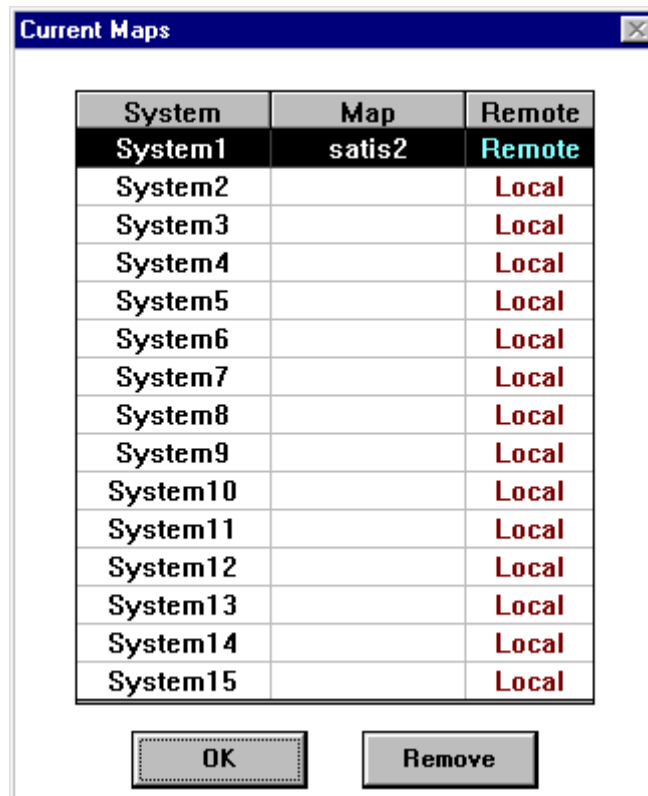 Current Maps
System Map Remote
System1 satis2 Remote
System2 Local
System3 Local
System4 Local
System5 Local
System6 Local
System7 Local
System8 Local
System9 Local
System10 Local
System11 Local
System12 Local
System13 Local
System14 Local
System15 Local
OK Remove